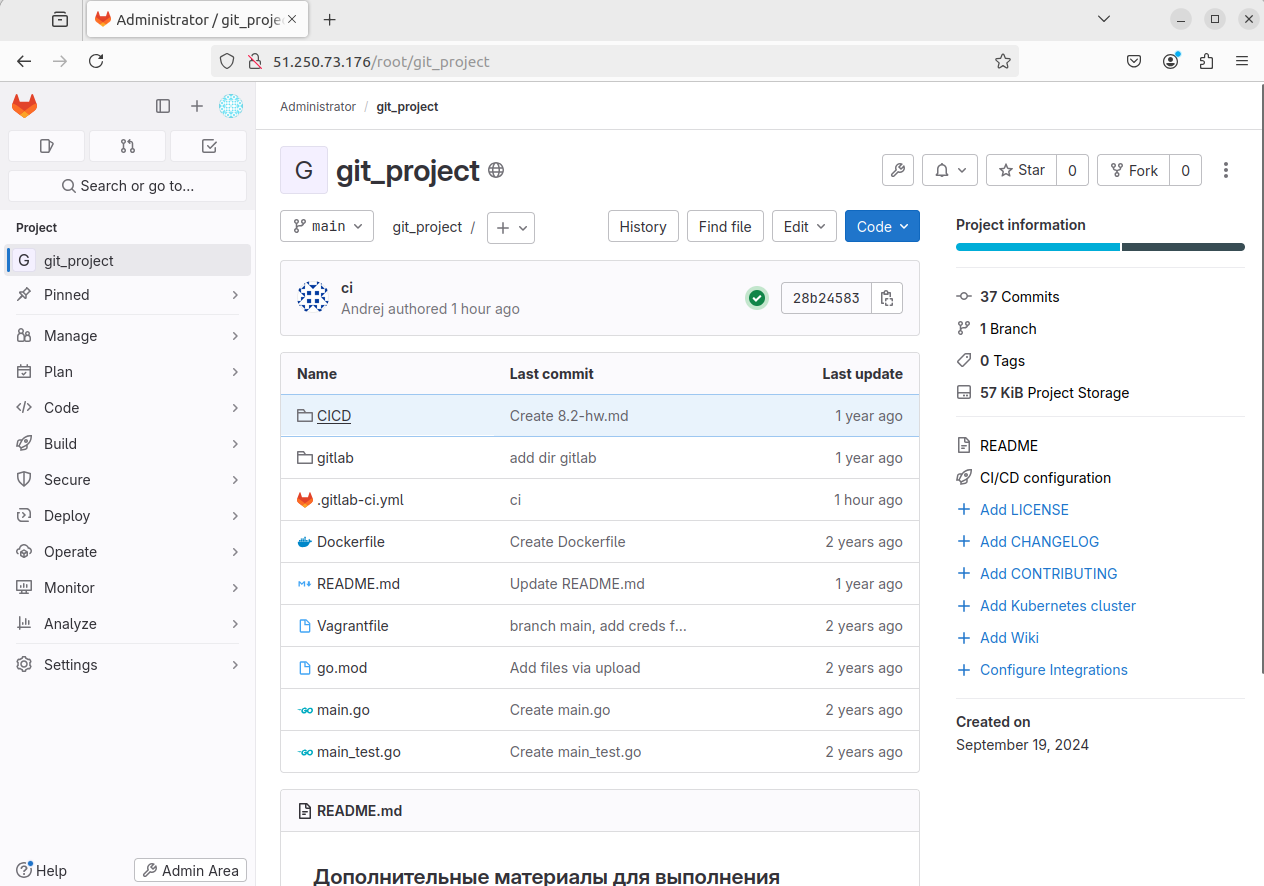 Administrator / git_proje
51.250.73.176/root/git_project
Administrator / git_project
Search or go to...
Project
G git_project
Pinned
Manage
Plan
Code
Build
Secure
Deploy
Operate
Monitor
Analyze
Settings
Help
Admin Area
G git_project
Star 0
Fork 0
main
git_project /
History
Find file
Edit
Code
ci
Andrej authored 1 hour ago
28b24583
Name Last commit Last update
CICD Create 8.2-hw.md 1 year ago
gitlab add dir gitlab 1 year ago
.gitlab-ci.yml ci 1 hour ago
Dockerfile Create Dockerfile 2 years ago
README.md Update README.md 1 year ago
Vagrantfile branch main, add creds f... 2 years ago
go.mod Add files via upload 2 years ago
main.go Create main.go 2 years ago
main_test.go Create main_test.go 2 years ago
README.md
Дополнительные материалы для выполнения
Project information
37 Commits
1 Branch
0 Tags
57 KiB Project Storage
README
CI/CD configuration
Add LICENSE
Add CHANGELOG
Add CONTRIBUTING
Add Kubernetes cluster
Add Wiki
Configure Integrations
Created on
September 19, 2024